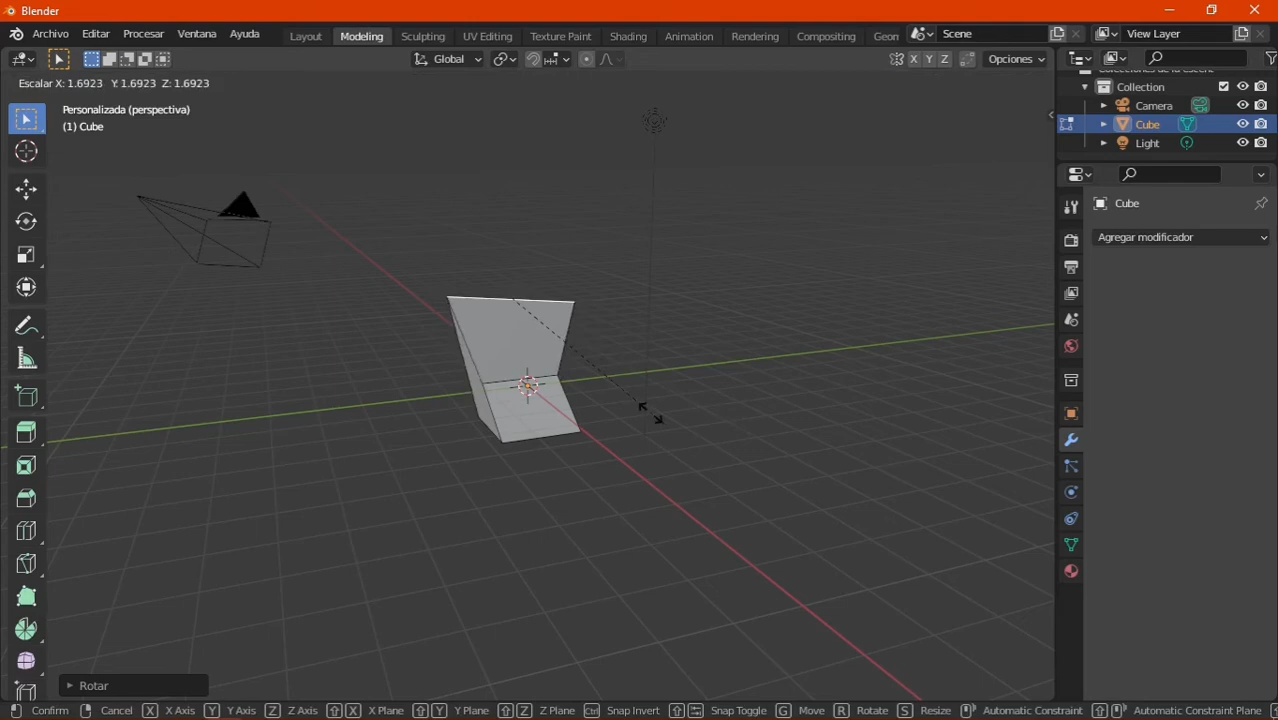 Blender
Archivo Editar Procesar Ventana Ayuda Layout Modeling Sculpting UV Editing Texture Paint Shading Animation Rendering Compositing Geom Scene View Layer
Global X Y Z Opciones
Escalar X: 1.6923 Y: 1.6923 Z: 1.6923
Personalizada (perspectiva)
(1) Cube
Collection
Camera
Cube
Light
Cube
Agregar modificador
Rotar
Confirm Cancel X X Axis Y Y Axis Z Z Axis X X Plane Y Y Plane Z Z Plane Ctrl Snap Invert Snap Toggle G Move R Rotate S Resize Automatic Constraint Automatic Constraint Plane